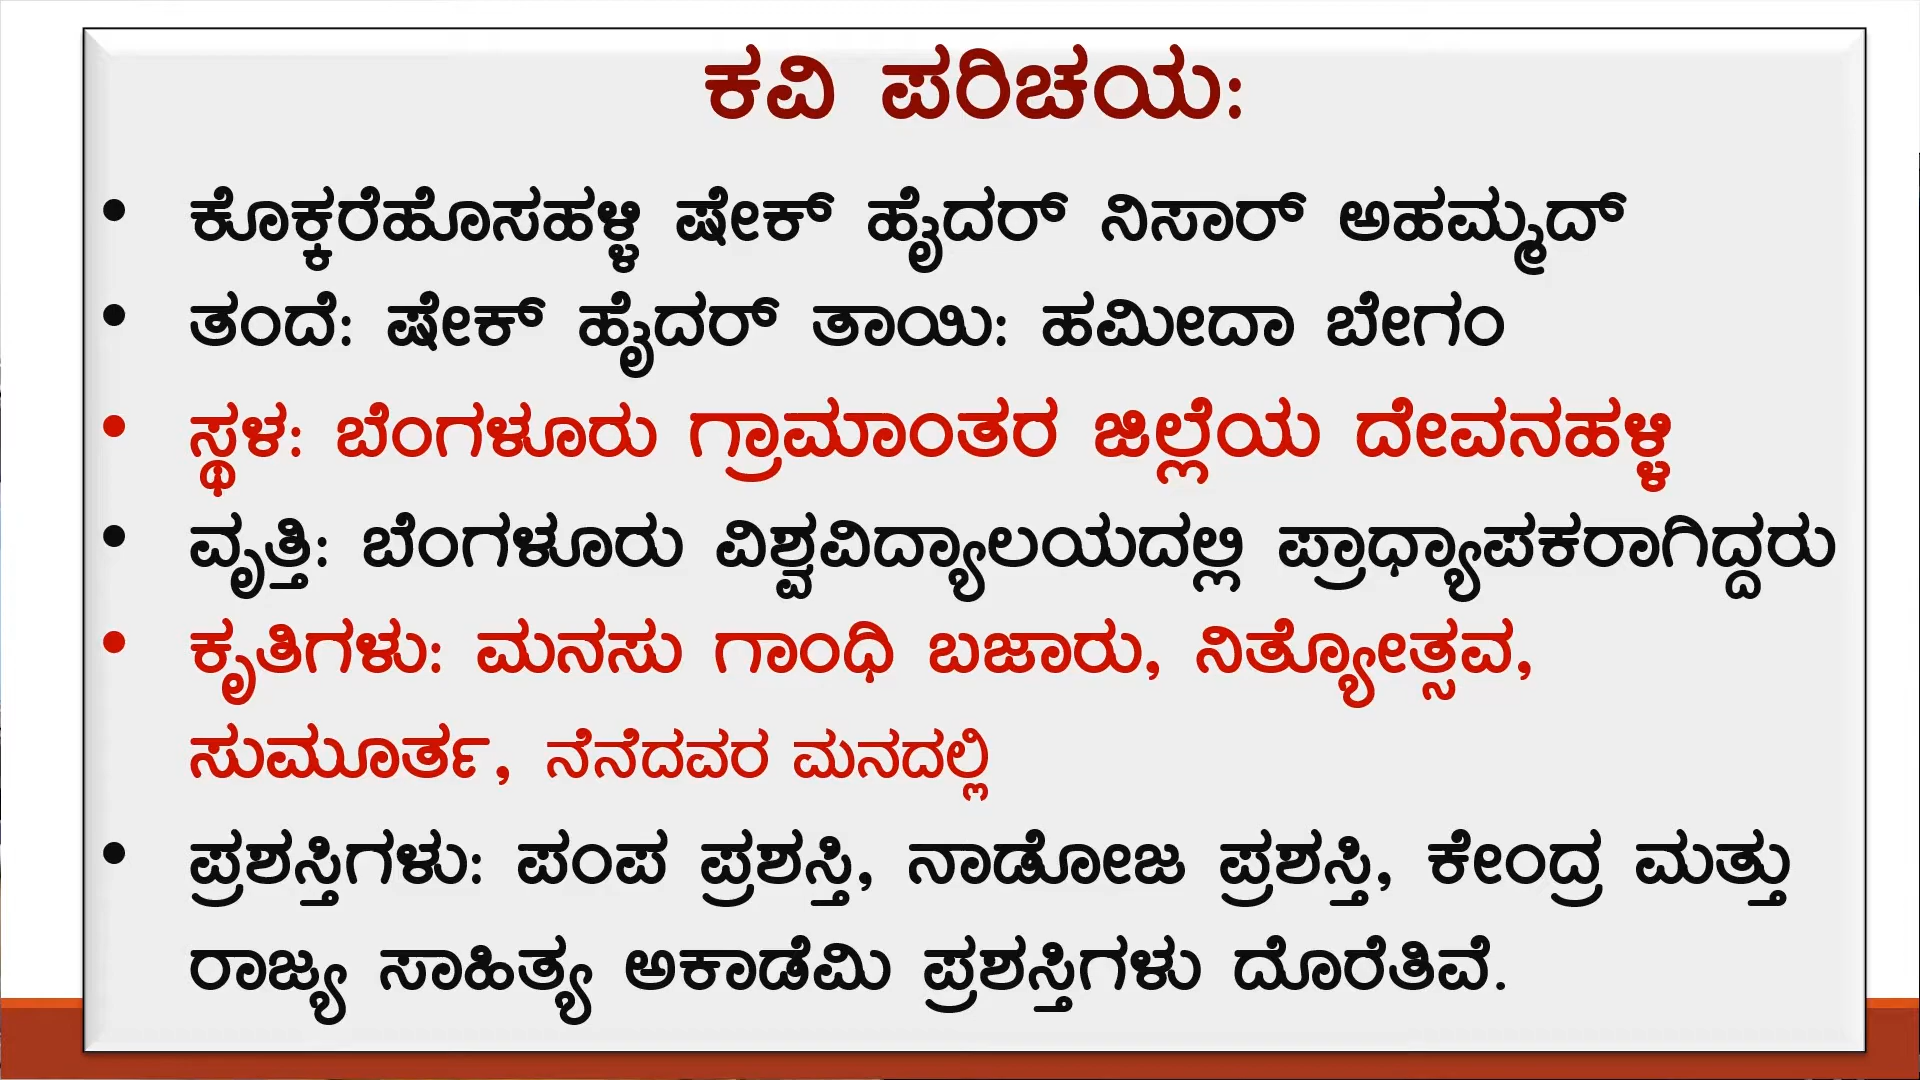 ಕವಿ ಪರಿಚಯ:
• ಕೊಕ್ಕರೆಹೊಸಹಳ್ಳಿ ಷೇಕ್ ಹೈದರ್ ನಿಸಾರ್ ಅಹಮ್ಮದ್
• ತಂದೆ: ಷೇಕ್ ಹೈದರ್ ತಾಯಿ: ಹಮೀದಾ ಬೇಗಂ
• ಸ್ಥಳ: ಬೆಂಗಳೂರು ಗ್ರಾಮಾಂತರ ಜಿಲ್ಲೆಯ ದೇವನಹಳ್ಳಿ
• ವೃತ್ತಿ: ಬೆಂಗಳೂರು ವಿಶ್ವವಿದ್ಯಾಲಯದಲ್ಲಿ ಪ್ರಾಧ್ಯಾಪಕರಾಗಿದ್ದರು
• ಕೃತಿಗಳು: ಮನಸು ಗಾಂಧಿ ಬಜಾರು, ನಿತ್ಯೋತ್ಸವ,
ಸುಮೂರ್ತ, ನೆನೆದವರ ಮನದಲ್ಲಿ
• ಪ್ರಶಸ್ತಿಗಳು: ಪಂಪ ಪ್ರಶಸ್ತಿ, ನಾಡೋಜ ಪ್ರಶಸ್ತಿ, ಕೇಂದ್ರ ಮತ್ತು
ರಾಜ್ಯ ಸಾಹಿತ್ಯ ಅಕಾಡೆಮಿ ಪ್ರಶಸ್ತಿಗಳು ದೊರೆತಿವೆ.